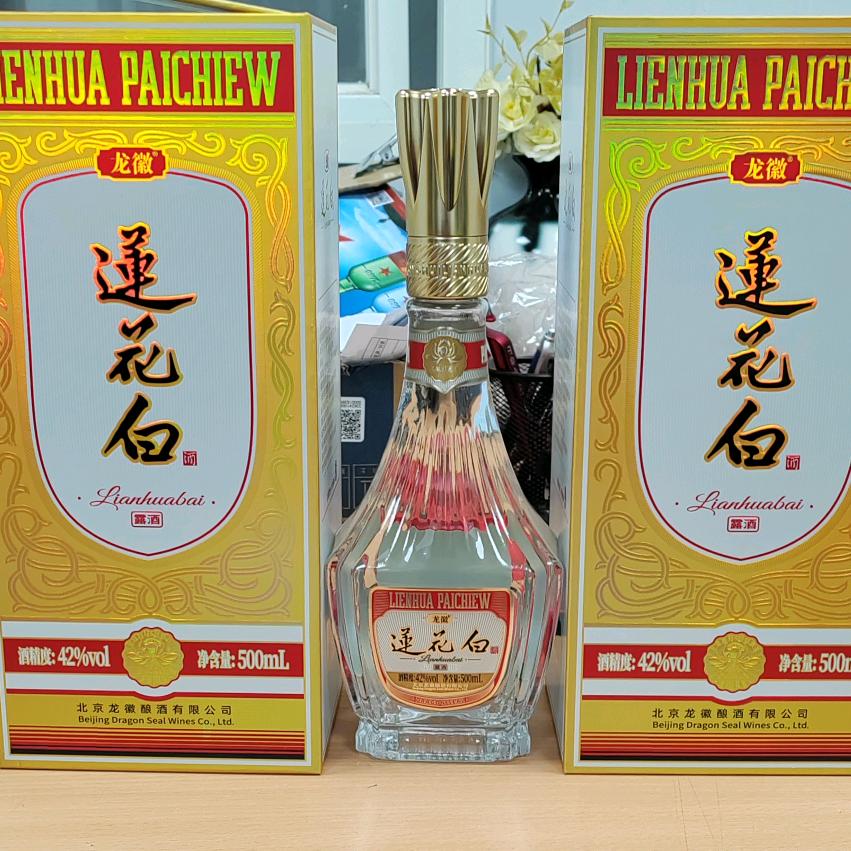 LIENHUA PAICHIEW
龙徽®
蓮花白
Lianhuabai
露酒
酒精度: 42%vol
净含量: 500mL
北京龙徽酿酒有限公司
Beijing Dragon Seal Wines Co., Ltd.
LIENHUA PAICHIEW
龙徽
蓮花白
Lianhuabai
露酒
酒精度: 42%vol 净含量: 500mL
LIENHUA PAICH
龙徽®
蓮花白
Lianhuabai
露酒
酒精度: 42%vol
净含量: 500m
北京龙徽酿酒有限公司
Beijing Dragon Seal Wines Co., Ltd.